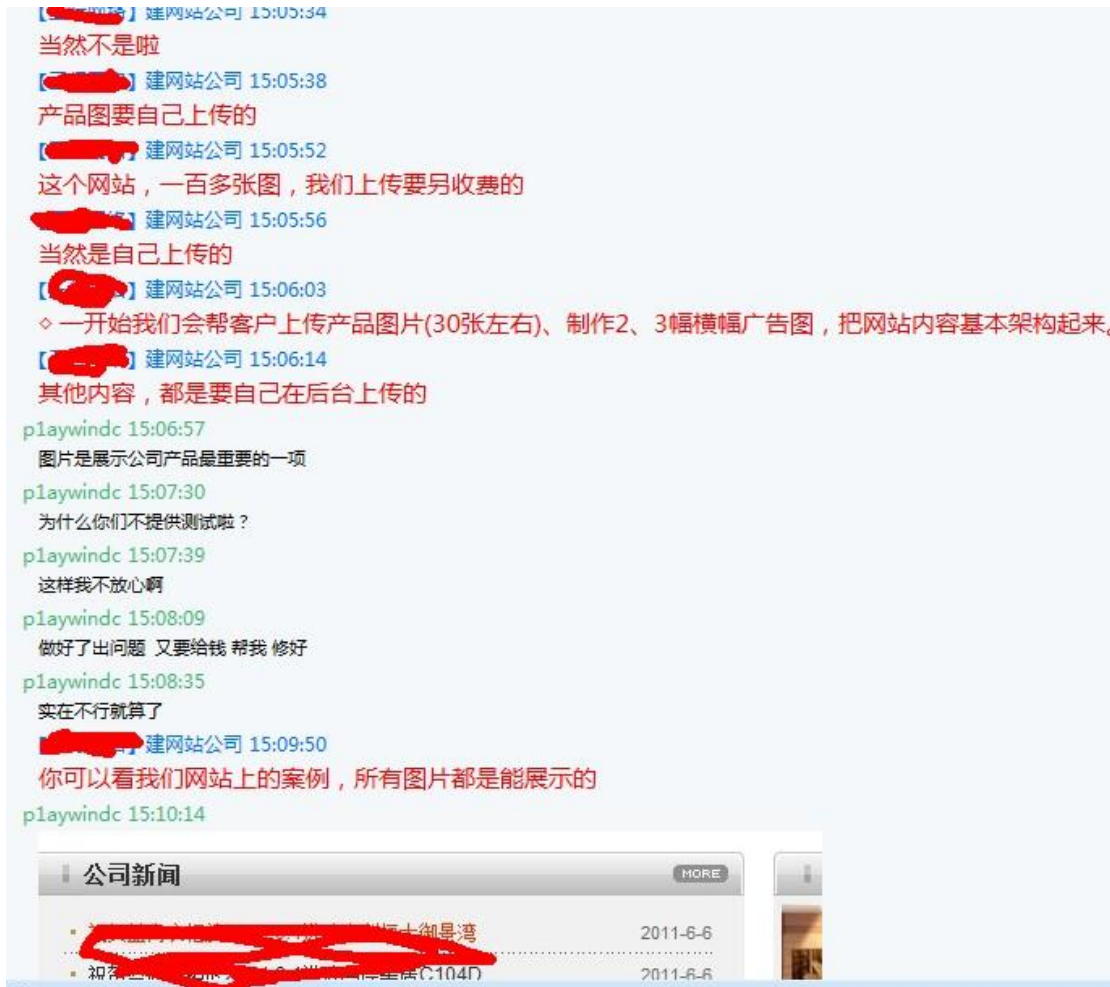 】建网站公司 15:05:34
当然不是啦
【】建网站公司 15:05:38
产品图要自己上传的
【】建网站公司 15:05:52
这个网站，一百多张图，我们上传要另收费的
】建网站公司 15:05:56
当然是自己上传的
【】建网站公司 15:06:03
◇ 一开始我们会帮客户上传产品图片(30张左右)、制作2、3幅横幅广告图，把网站内容基本架构起来。
【】建网站公司 15:06:14
其他内容，都是要自己在后台上传的
p1aywindc 15:06:57
图片是展示公司产品最重要的一项
p1aywindc 15:07:30
为什么你们不提供测试啦？
p1aywindc 15:07:39
这样我不放心啊
p1aywindc 15:08:09
做好了出问题 又要给钱 帮我 修好
p1aywindc 15:08:35
实在不行就算了
】建网站公司 15:09:50
你可以看我们网站上的案例，所有图片都是能展示的
p1aywindc 15:10:14
公司新闻
MORE
御景湾 2011-6-6
祝 C104D 2011-6-6